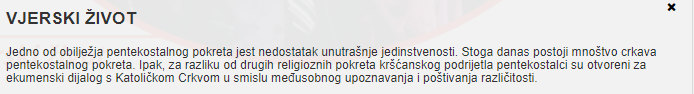 VJERSKI ŽIVOT
Jedno od obilježja pentekostalnog pokreta jest nedostatak unutrašnje jedinstvenosti. Stoga danas postoji mnoštvo crkava
pentekostalnog pokreta. Ipak, za razliku od drugih religioznih pokreta kršćanskog podrijetla pentekostalci su otvoreni za
ekumenski dijalog s Katoličkom Crkvom u smislu međusobnog upoznavanja i poštivanja različitosti.